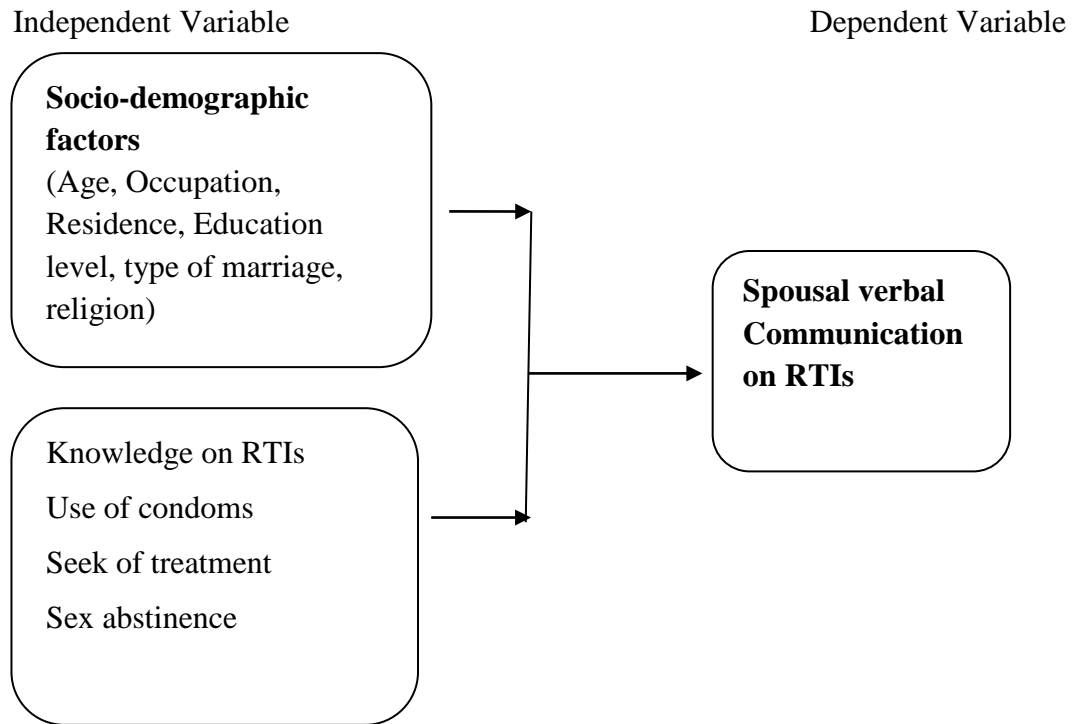 Independent Variable
Dependent Variable
Socio-demographic
factors
(Age, Occupation,
Residence, Education
level, type of marriage,
religion)
Spousal verbal
Communication
on RTIs
Knowledge on RTIs
Use of condoms
Seek of treatment
Sex abstinence